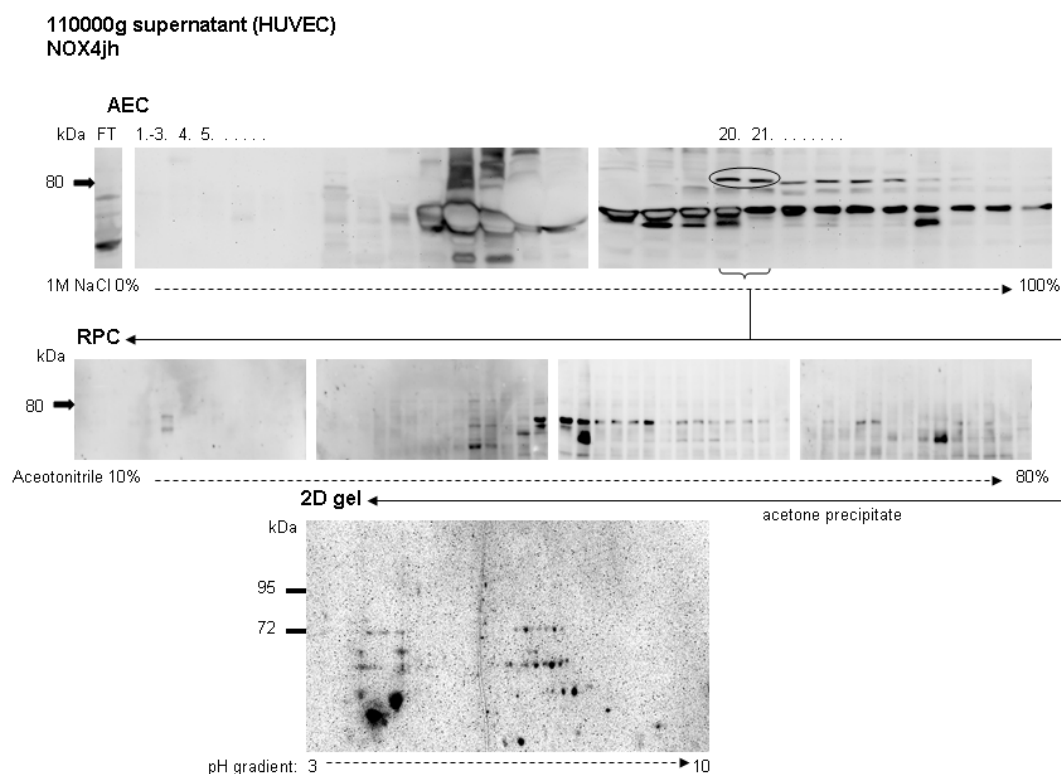 110000g supernatant (HUVEC)
NOX4jh
AEC
kDa FT 1.-3. 4. 5. . . . . . 20. 21. . . . . . . .
80
1M NaCl 0% 100%
RPC
kDa
80
Aceotonitrile 10% 80%
2D gel
acetone precipitate
kDa
95
72
pH gradient: 3 10